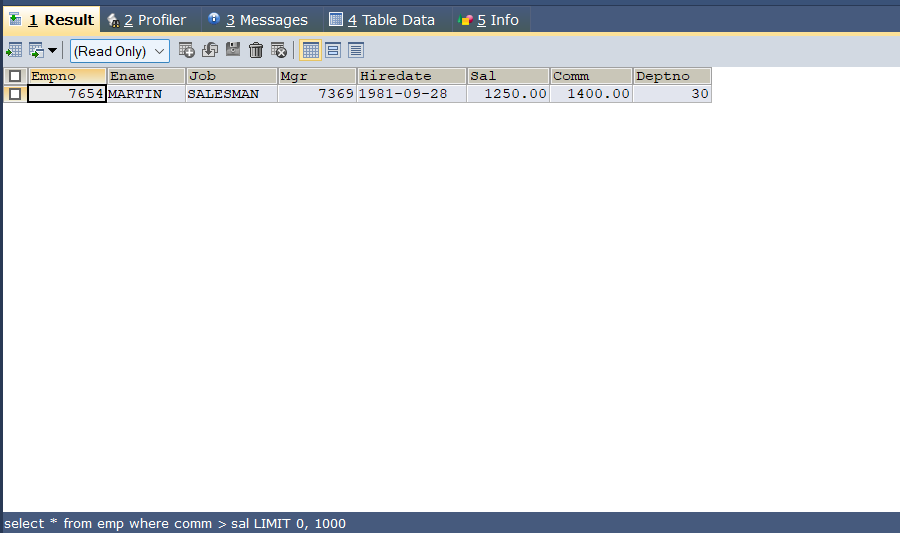 1 Result 2 Profiler 3 Messages 4 Table Data 5 Info
(Read Only)
Empno Ename Job Mgr Hiredate Sal Comm Deptno
7654 MARTIN SALESMAN 7369 1981-09-28 1250.00 1400.00 30
select * from emp where comm > sal LIMIT 0, 1000